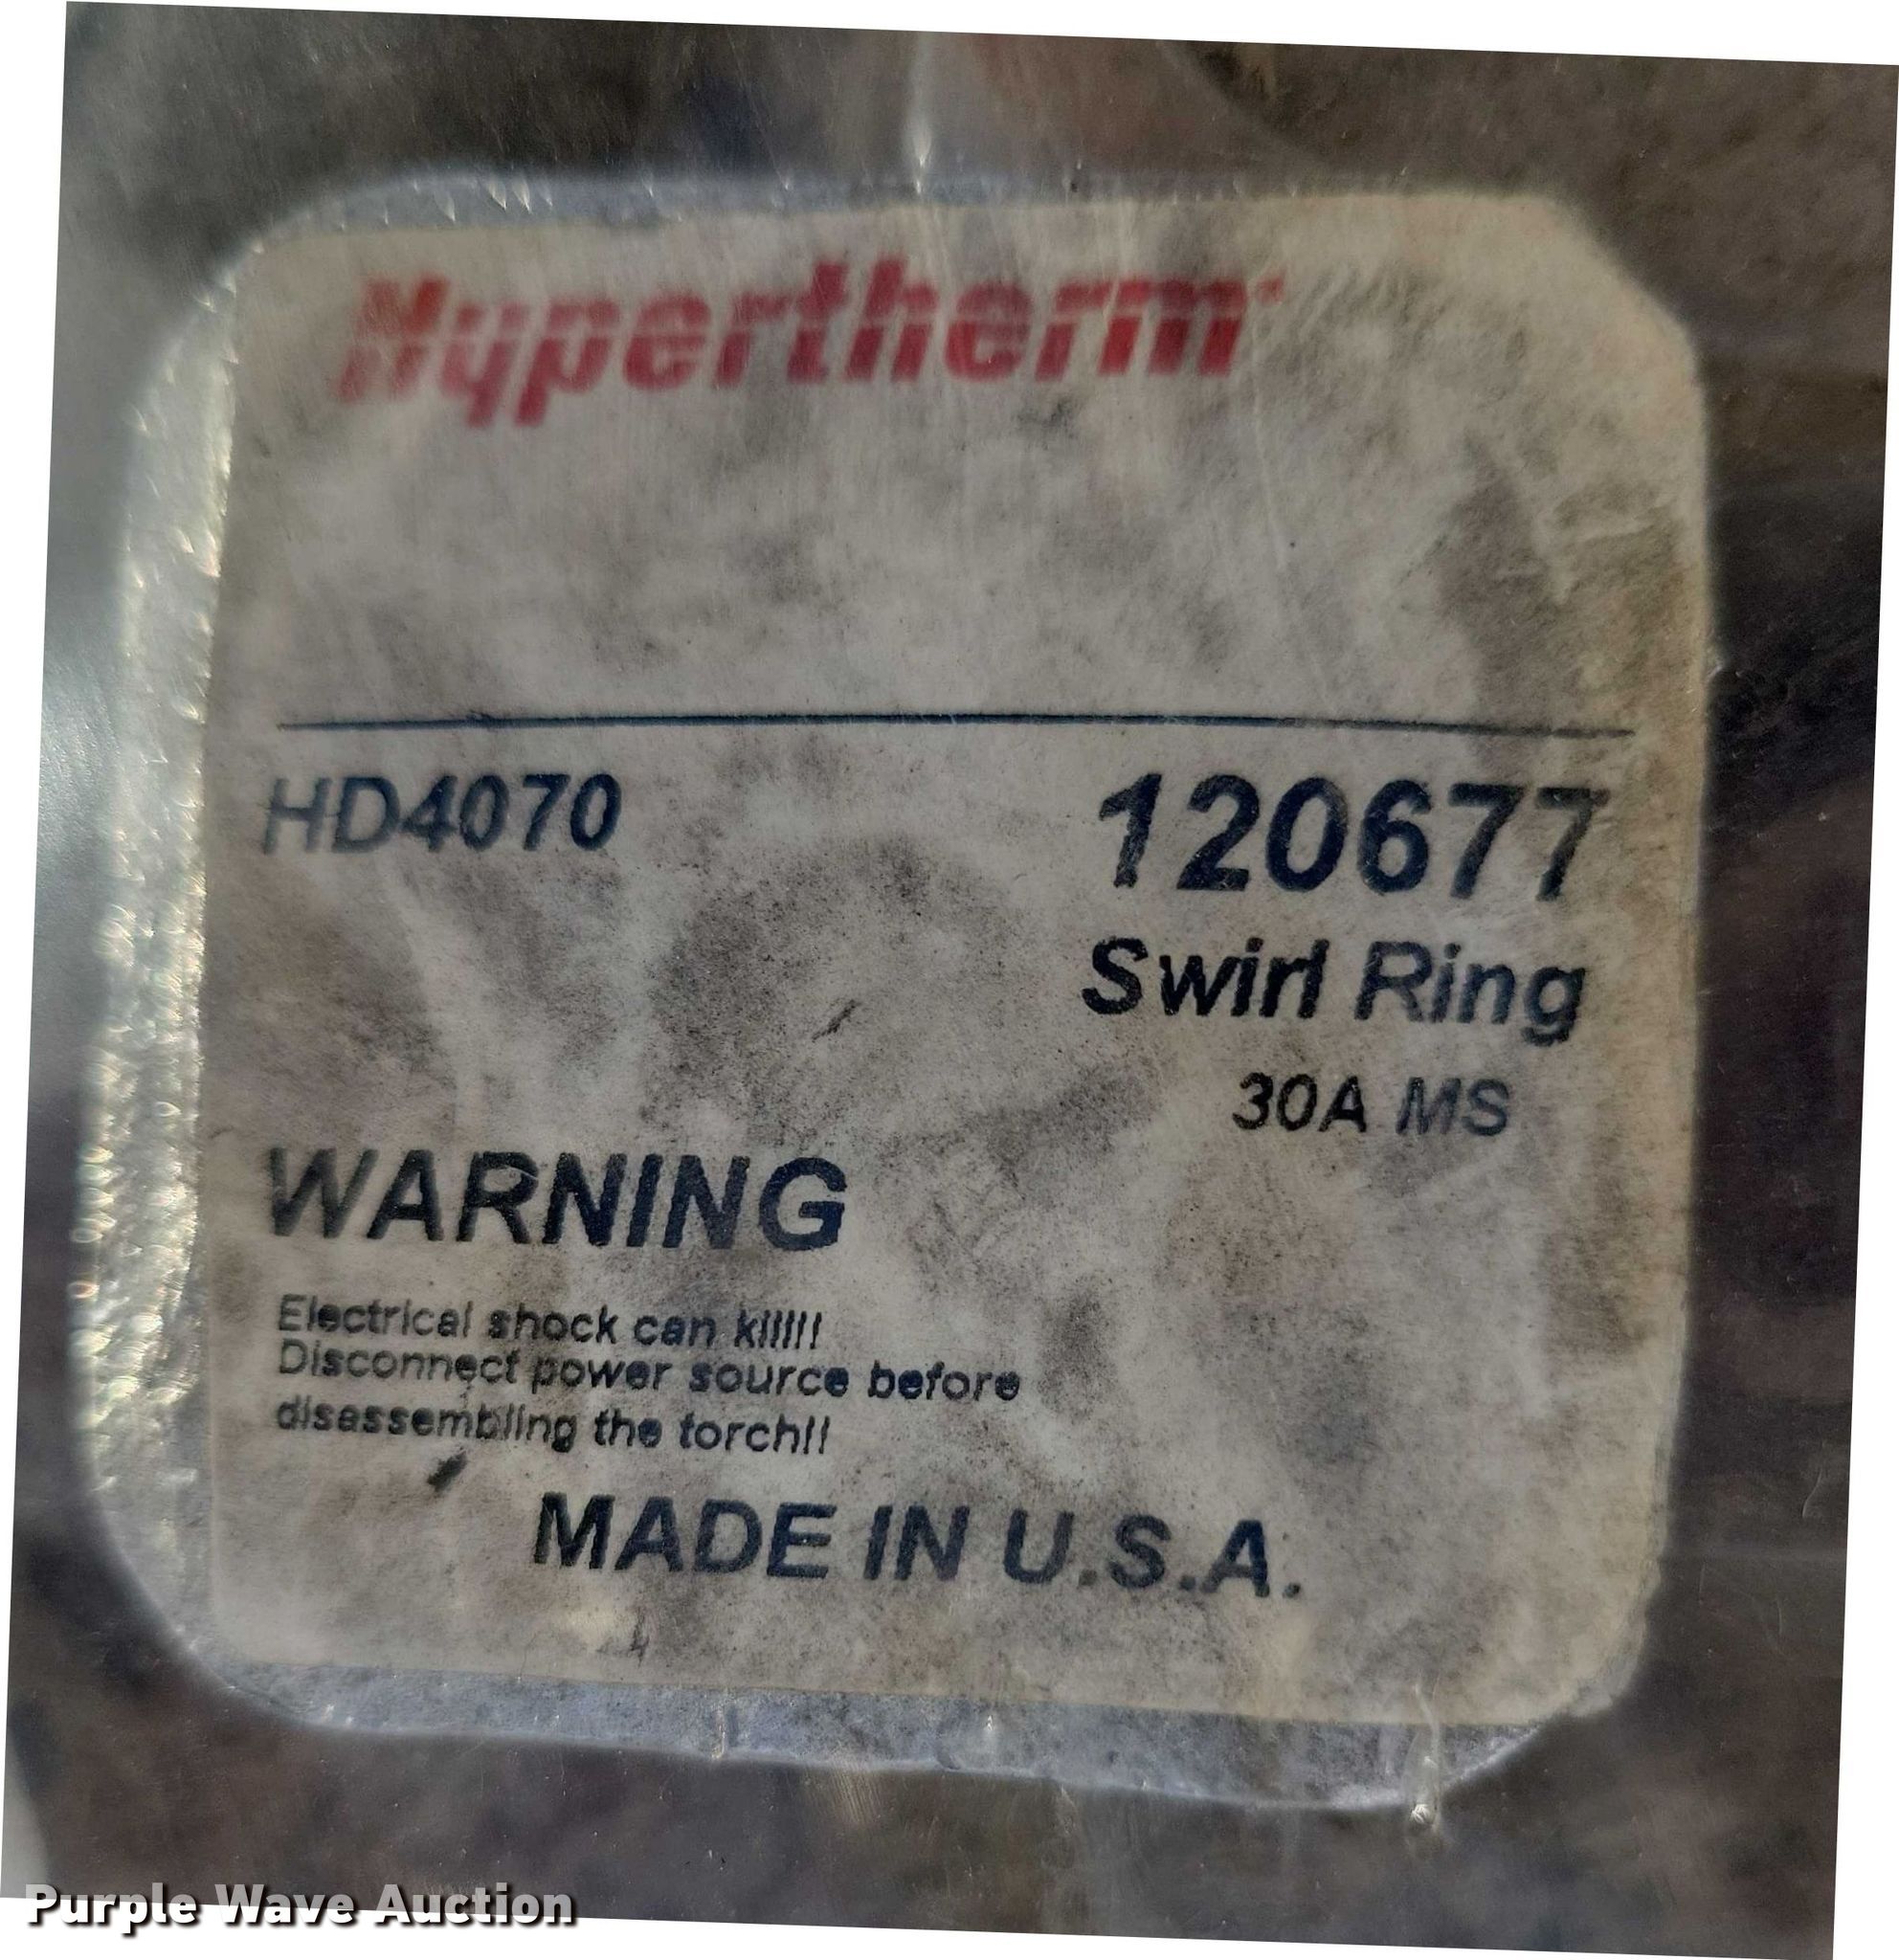 Hypertherm
HD4070
120677
Swirl Ring
30A MS
WARNING
Electrical shock can kill!!
Disconnect power source before
disassembling the torch!!
MADE IN U.S.A.
Purple Wave Auction